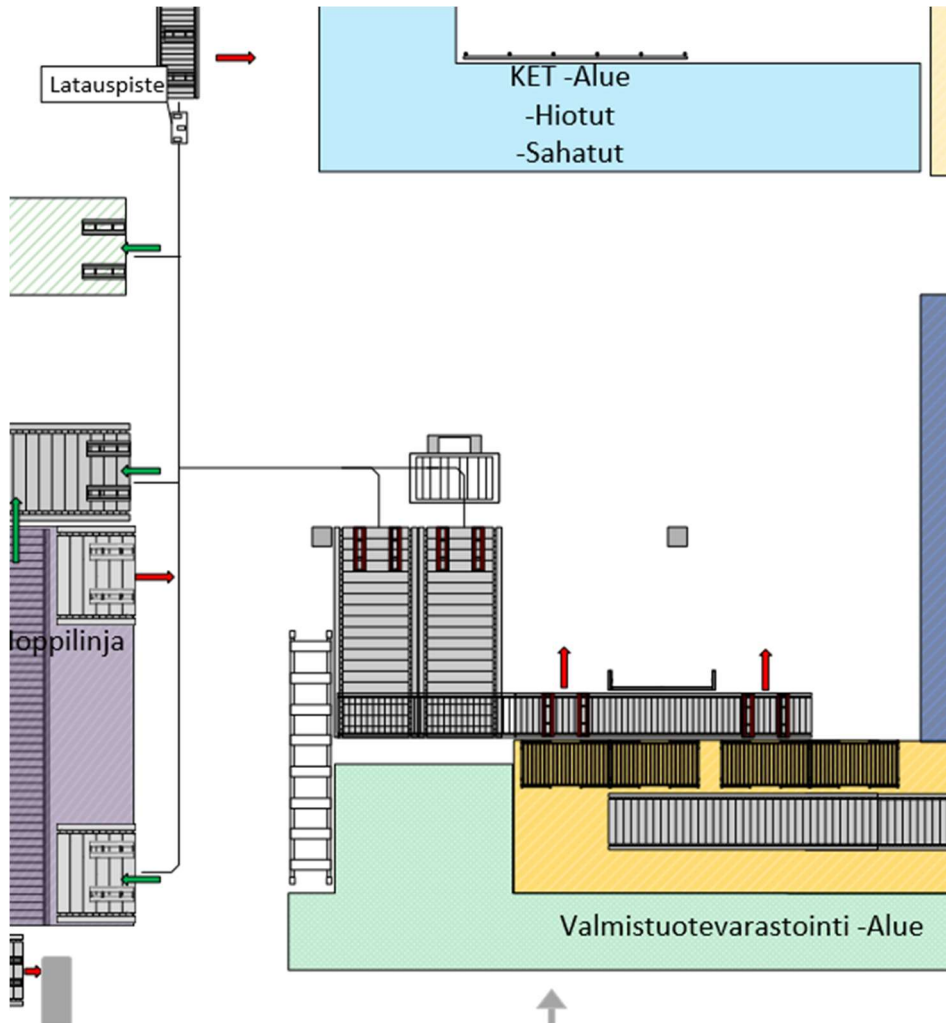 KET -Alue
-Hiotut
-Sahatut
Latauspiste
loppilinja
Valmistuotevarastointi -Alue